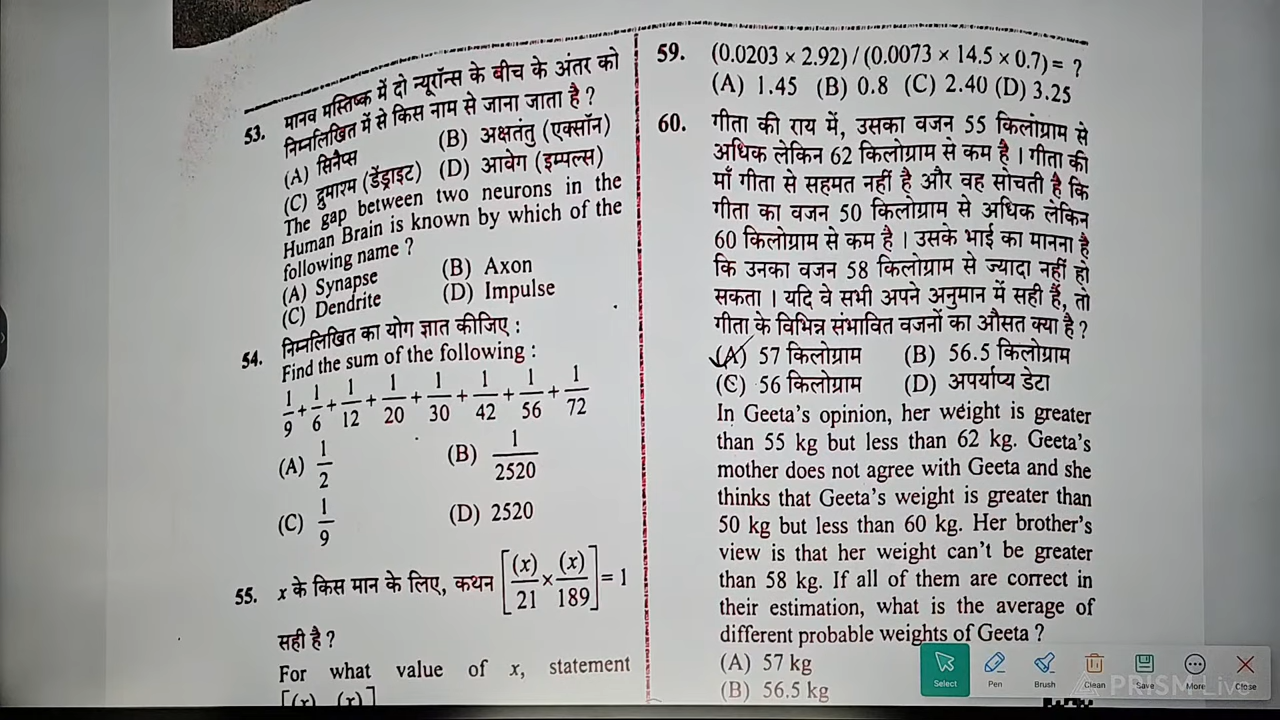 53. मानव मस्तिष्क में दो न्यूरॉन्स के बीच के अंतर को
निम्नलिखित में से किस नाम से जाना जाता है ?
(A) सिनैप्स (B) अक्षतंतु (एक्सॉन)
(C) द्रुमाश्म (डेंड्राइट) (D) आवेग (इम्पल्स)
The gap between two neurons in the
Human Brain is known by which of the
following name ?
(A) Synapse (B) Axon
(C) Dendrite (D) Impulse
54. निम्नलिखित का योग ज्ञात कीजिए :
Find the sum of the following :
1/9 + 1/6 + 1/12 + 1/20 + 1/30 + 1/42 + 1/56 + 1/72
(A) 1/2 (B) 1/2520
(C) 1/9 (D) 2520
55. x के किस मान के लिए, कथन [(x)/21 × (x)/189] = 1
सही है ?
For what value of x, statement
[(x) (x)]
59. (0.0203 × 2.92) / (0.0073 × 14.5 × 0.7) = ?
(A) 1.45 (B) 0.8 (C) 2.40 (D) 3.25
60. गीता की राय में, उसका वजन 55 किलोग्राम से
अधिक लेकिन 62 किलोग्राम से कम है । गीता की
माँ गीता से सहमत नहीं है और वह सोचती है कि
गीता का वजन 50 किलोग्राम से अधिक लेकिन
60 किलोग्राम से कम है । उसके भाई का मानना है
कि उनका वजन 58 किलोग्राम से ज्यादा नहीं हो
सकता । यदि वे सभी अपने अनुमान में सही हैं, तो
गीता के विभिन्न संभावित वजनों का औसत क्या है ?
(A) 57 किलोग्राम (B) 56.5 किलोग्राम
(C) 56 किलोग्राम (D) अपर्याप्य डेटा
In Geeta's opinion, her weight is greater
than 55 kg but less than 62 kg. Geeta's
mother does not agree with Geeta and she
thinks that Geeta's weight is greater than
50 kg but less than 60 kg. Her brother's
view is that her weight can't be greater
than 58 kg. If all of them are correct in
their estimation, what is the average of
different probable weights of Geeta ?
(A) 57 kg
(B) 56.5 kg
Select Pen Brush Clean Save More Close
PRISM Live